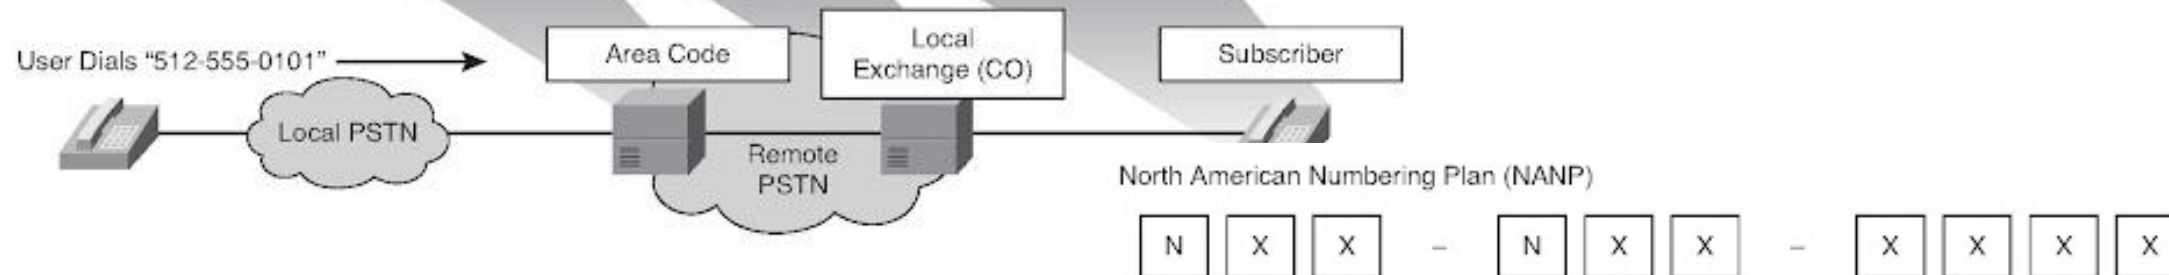 User Dials “512-555-0101”
Area Code
Local
Exchange (CO)
Subscriber
Local PSTN
Remote
PSTN
North American Numbering Plan (NANP)
N X X – N X X – X X X X